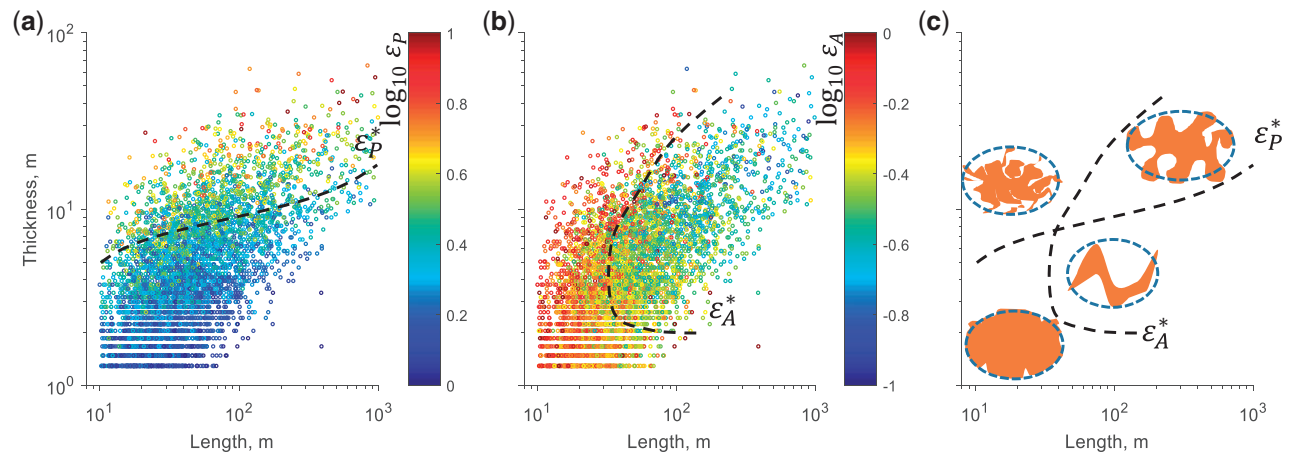 (a)
10²
10¹
10⁰
Thickness, m
10¹
10²
10³
Length, m
ε*P
log₁₀ εP
1
0.8
0.6
0.4
0.2
0
(b)
10¹
10²
10³
Length, m
ε*A
log₁₀ εA
0
-0.2
-0.4
-0.6
-0.8
-1
(c)
ε*P
ε*A
10¹
10²
10³
Length, m